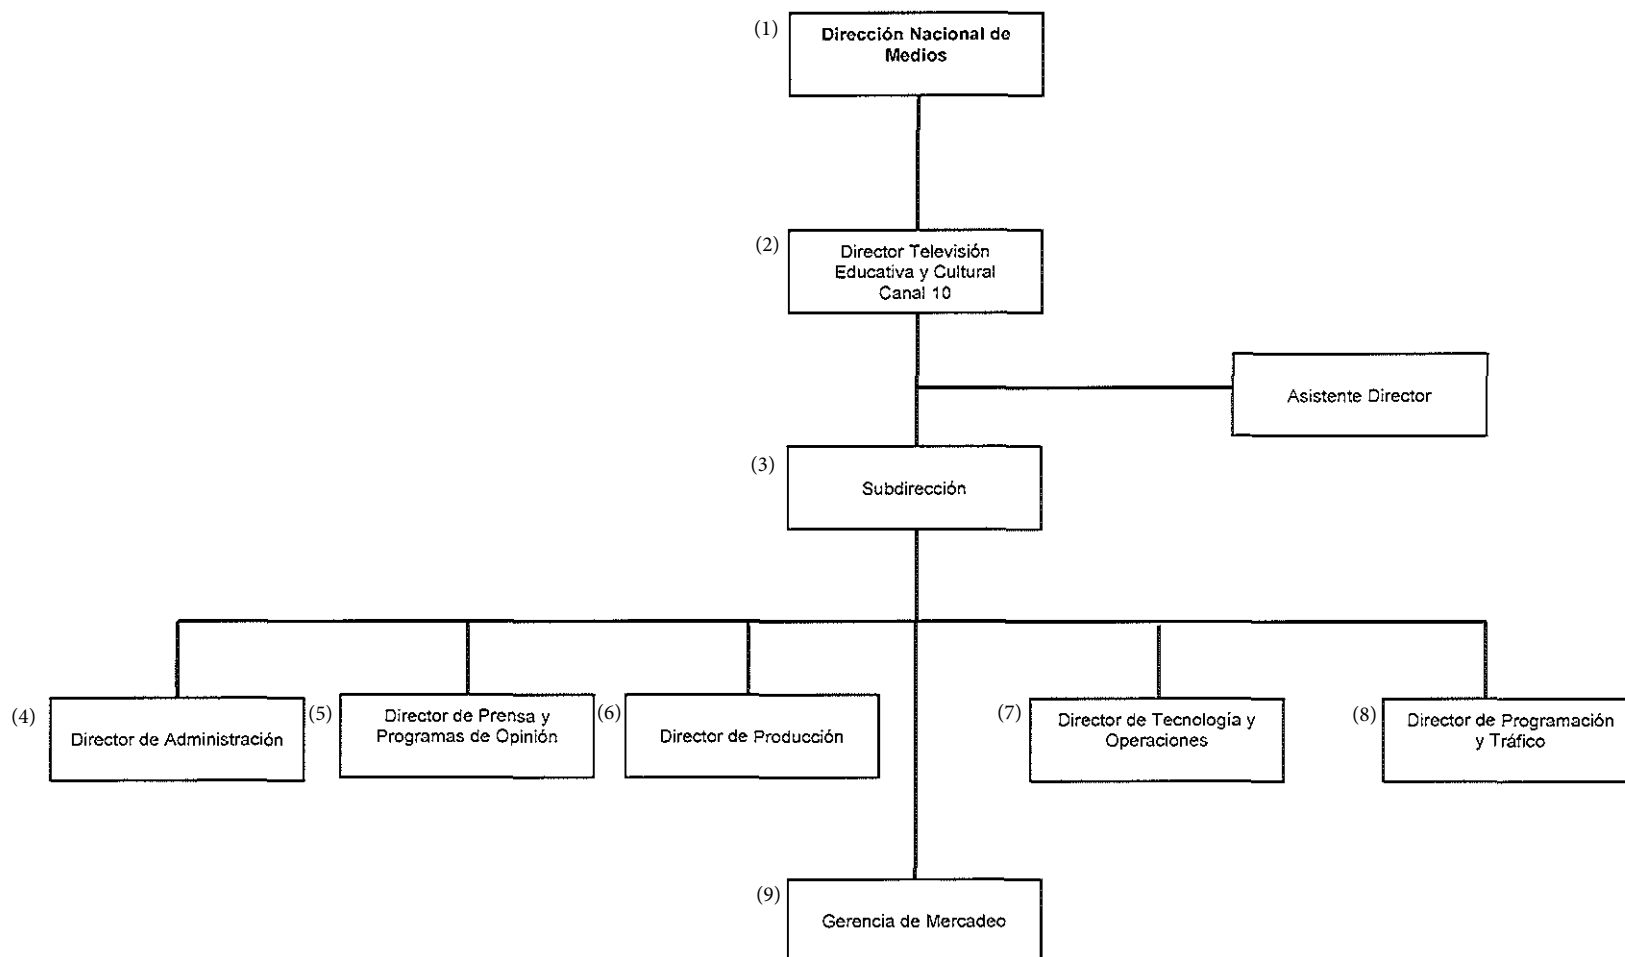 (1)
Dirección Nacional de
Medios
(2)
Director Televisión
Educativa y Cultural
Canal 10
Asistente Director
(3)
Subdirección
(4)
Director de Administración
(5)
Director de Prensa y
Programas de Opinión
(6)
Director de Producción
(7)
Director de Tecnología y
Operaciones
(8)
Director de Programación
y Tráfico
(9)
Gerencia de Mercadeo